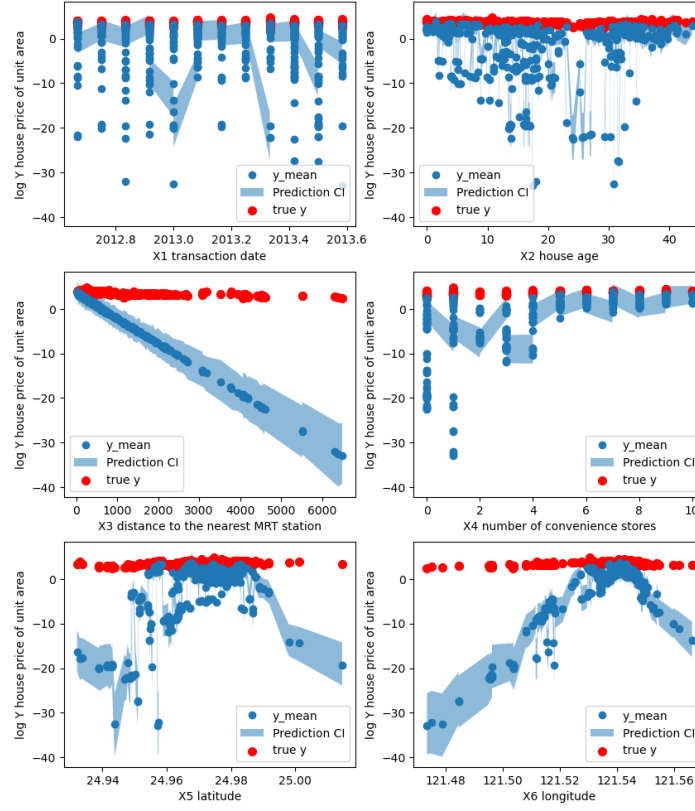 log Y house price of unit area
0
−10
−20
−30
−40
y_mean
Prediction CI
true y
2012.8 2013.0 2013.2 2013.4 2013.6
X1 transaction date
log Y house price of unit area
0
−10
−20
−30
−40
y_mean
Prediction CI
true y
0 10 20 30 40
X2 house age
log Y house price of unit area
0
−10
−20
−30
−40
y_mean
Prediction CI
true y
0 1000 2000 3000 4000 5000 6000
X3 distance to the nearest MRT station
log Y house price of unit area
0
−10
−20
−30
−40
y_mean
Prediction CI
true y
0 2 4 6 8 10
X4 number of convenience stores
log Y house price of unit area
0
−10
−20
−30
−40
y_mean
Prediction CI
true y
24.94 24.96 24.98 25.00
X5 latitude
log Y house price of unit area
0
−10
−20
−30
−40
y_mean
Prediction CI
true y
121.48 121.50 121.52 121.54 121.56
X6 longitude